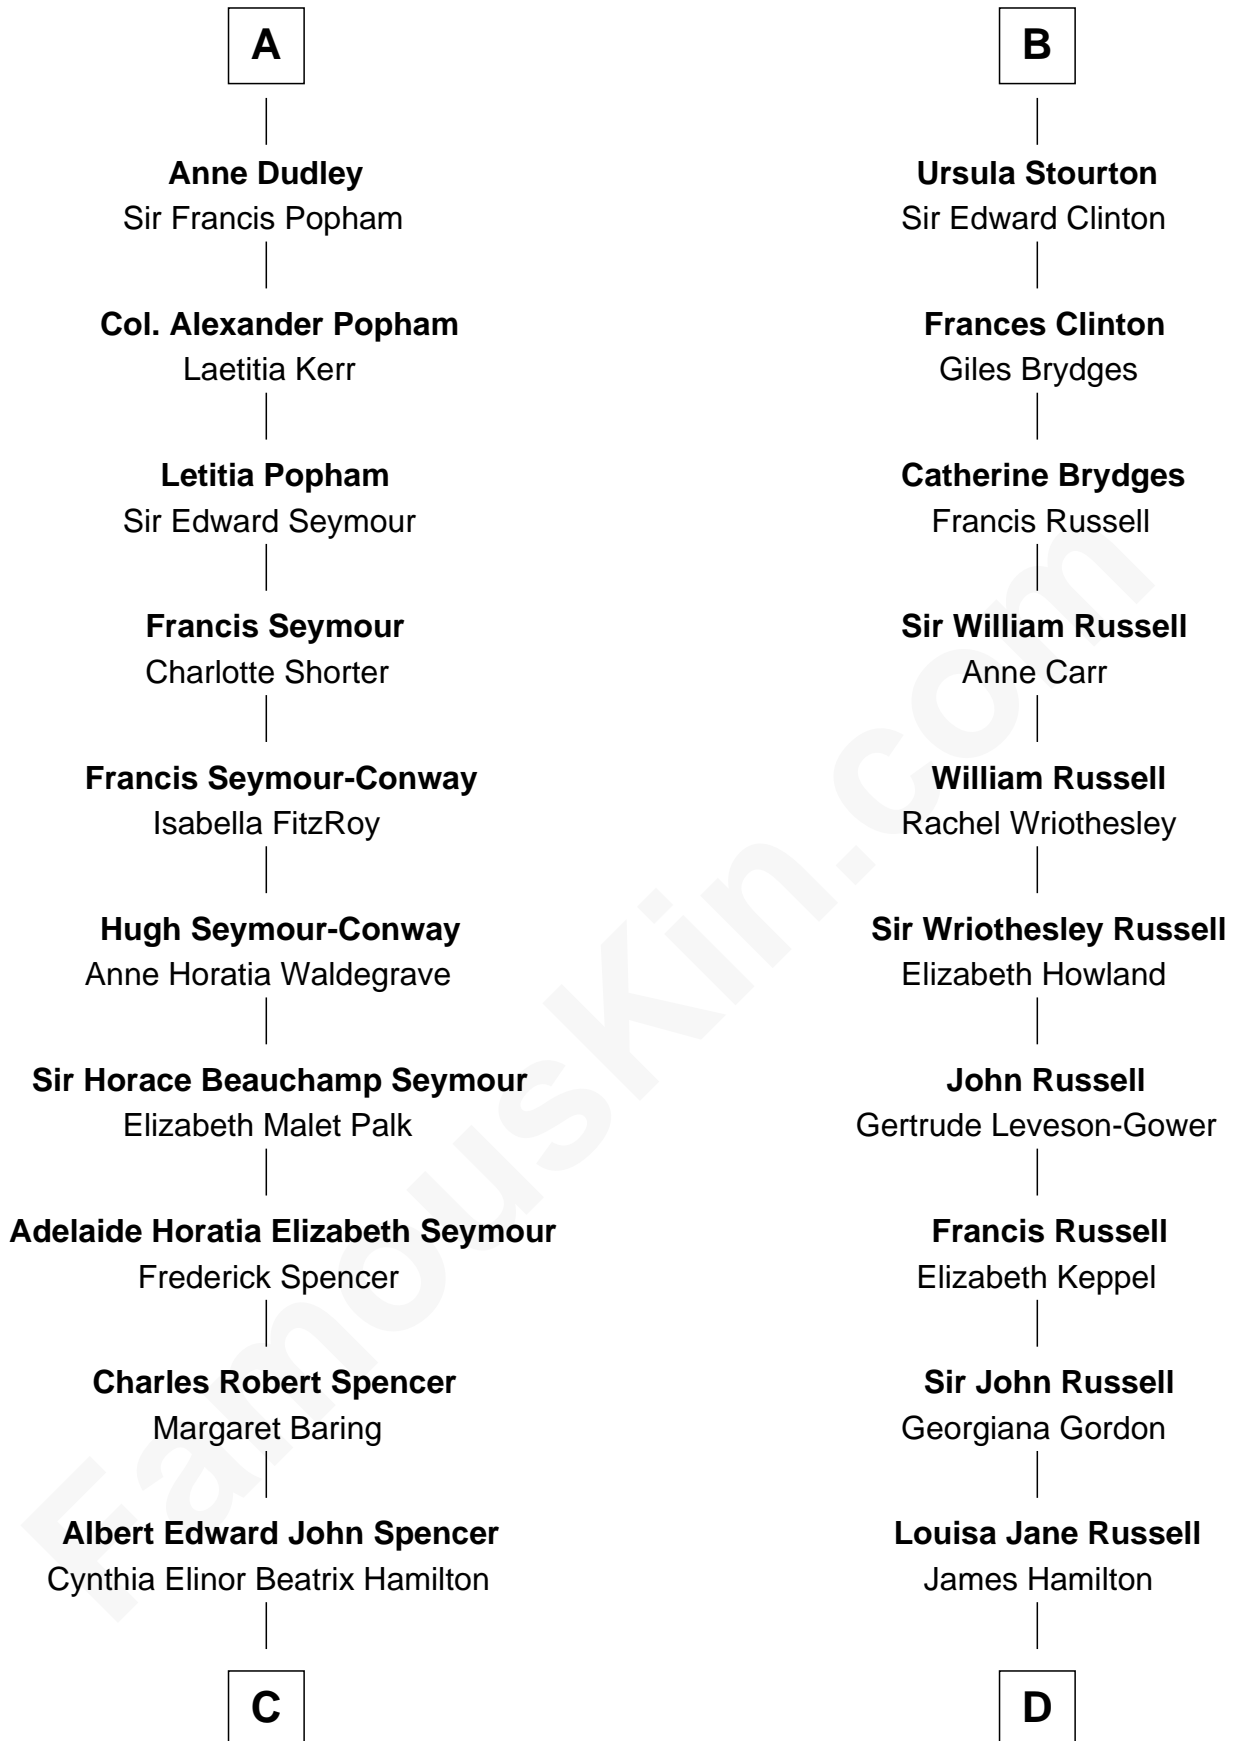 A
Anne Dudley
Sir Francis Popham
Col. Alexander Popham
Laetitia Kerr
Letitia Popham
Sir Edward Seymour
Francis Seymour
Charlotte Shorter
Francis Seymour-Conway
Isabella FitzRoy
Hugh Seymour-Conway
Anne Horatia Waldegrave
Sir Horace Beauchamp Seymour
Elizabeth Malet Palk
Adelaide Horatia Elizabeth Seymour
Frederick Spencer
Charles Robert Spencer
Margaret Baring
Albert Edward John Spencer
Cynthia Elinor Beatrix Hamilton
C
B
Ursula Stourton
Sir Edward Clinton
Frances Clinton
Giles Brydges
Catherine Brydges
Francis Russell
Sir William Russell
Anne Carr
William Russell
Rachel Wriothesley
Sir Wriothesley Russell
Elizabeth Howland
John Russell
Gertrude Leveson-Gower
Francis Russell
Elizabeth Keppel
Sir John Russell
Georgiana Gordon
Louisa Jane Russell
James Hamilton
D
FamousKin.com